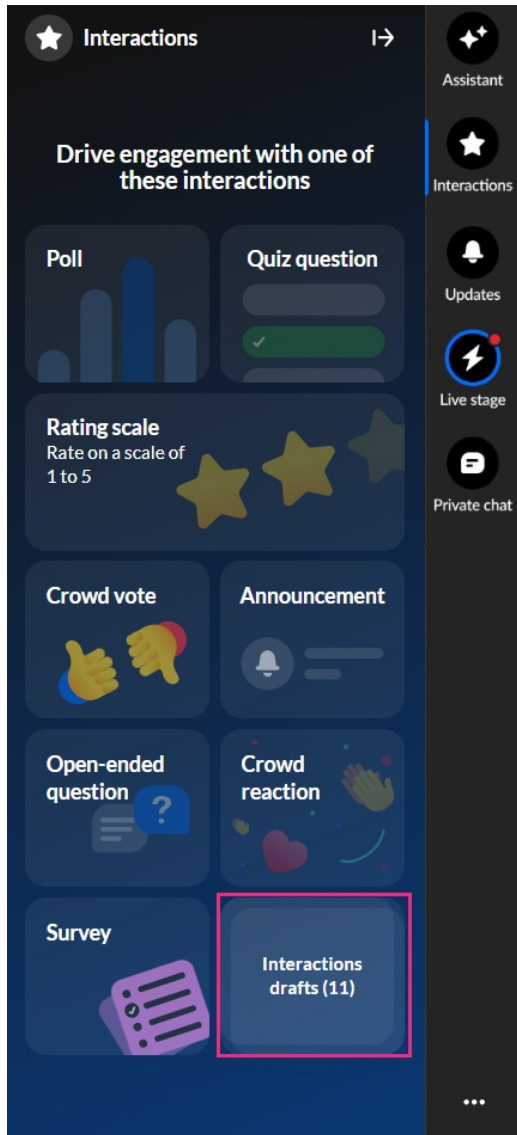 Interactions
Drive engagement with one of
these interactions
Poll
Quiz question
Rating scale
Rate on a scale of
1 to 5
Crowd vote
Announcement
Open-ended
question
?
Crowd
reaction
Survey
Interactions
drafts (11)
Assistant
Interactions
Updates
Live stage
Private chat